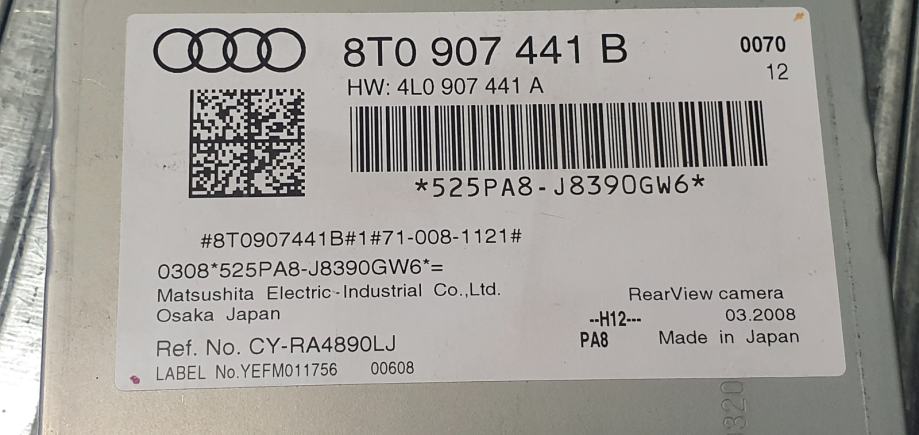 8T0 907 441 B
0070
HW: 4L0 907 441 A
12
*525PA8-J8390GW6*
#8T0907441B#1#71-008-1121#
0308*525PA8-J8390GW6*=
Matsushita Electric-Industrial Co.,Ltd.
RearView camera
Osaka Japan
--H12---
03.2008
Ref. No. CY-RA4890LJ
PA8
Made in Japan
LABEL No.YEFM011756 00608
320